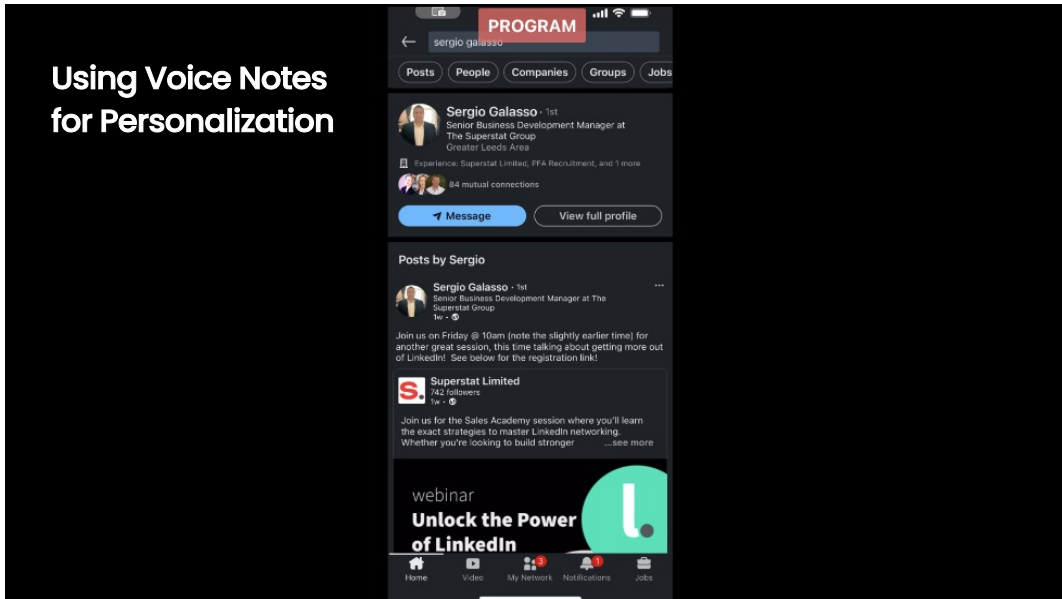 Using Voice Notes
for Personalization
PROGRAM
sergio galasso
Posts
People
Companies
Groups
Jobs
Sergio Galasso · 1st
Senior Business Development Manager at
The Superstat Group
Greater Leeds Area
Experience: Superstat Limited, PFA Recruitment, and 1 more
84 mutual connections
Message
View full profile
Posts by Sergio
Sergio Galasso · 1st
Senior Business Development Manager at The
Superstat Group
1w ·
Join us on Friday @ 10am (note the slightly earlier time) for
another great session, this time talking about getting more out
of LinkedIn! See below for the registration link!
S.
Superstat Limited
742 followers
1w ·
Join us for the Sales Academy session where you'll learn
the exact strategies to master LinkedIn networking.
Whether you're looking to build stronger ...see more
webinar
Unlock the Power
of LinkedIn
l.
3
1
Home
Video
My Network
Notifications
Jobs